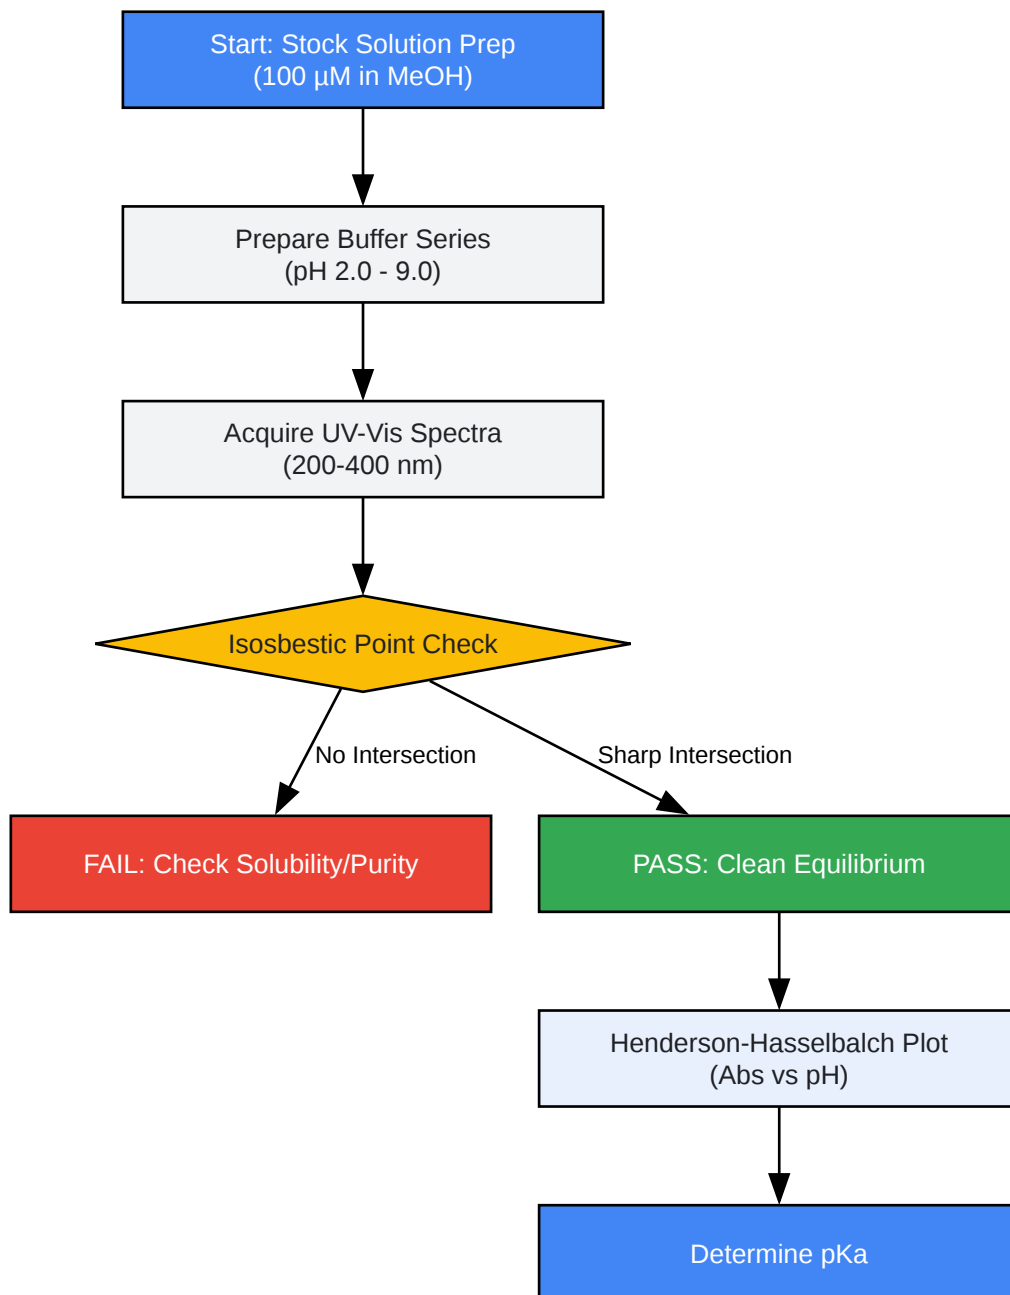 Start: Stock Solution Prep
(100 µM in MeOH)
Prepare Buffer Series
(pH 2.0 - 9.0)
Acquire UV-Vis Spectra
(200-400 nm)
Isosbestic Point Check
No Intersection
Sharp Intersection
FAIL: Check Solubility/Purity
PASS: Clean Equilibrium
Henderson-Hasselbalch Plot
(Abs vs pH)
Determine pKa